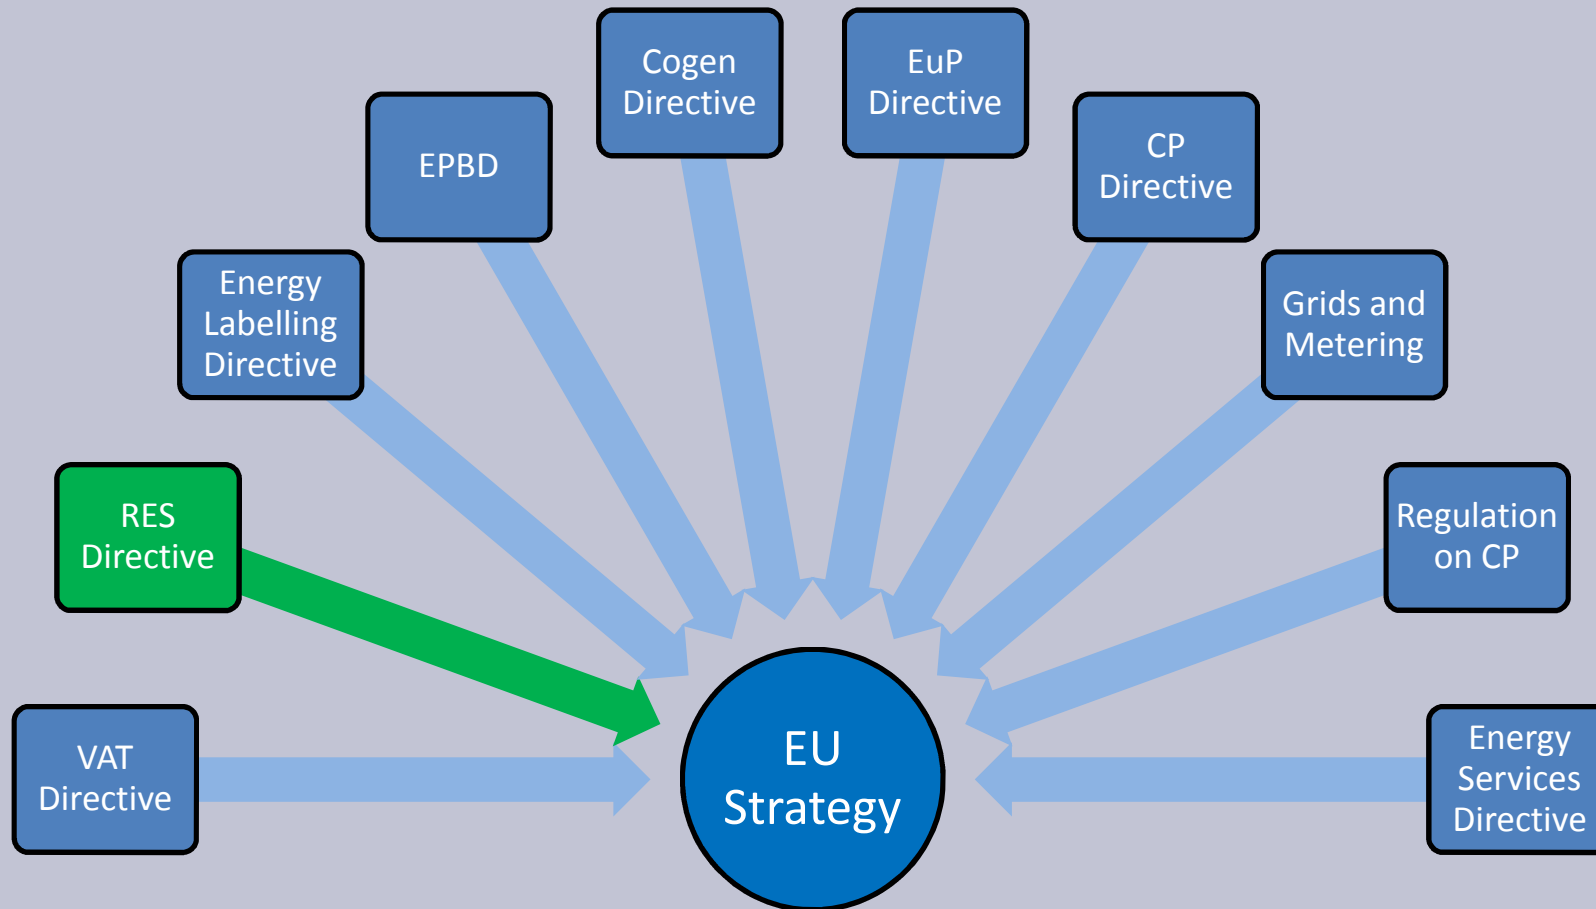 Cogen
Directive
EuP
Directive
EPBD
CP
Directive
Energy
Labelling
Directive
Grids and
Metering
RES
Directive
Regulation
on CP
VAT
Directive
EU
Strategy
Energy
Services
Directive